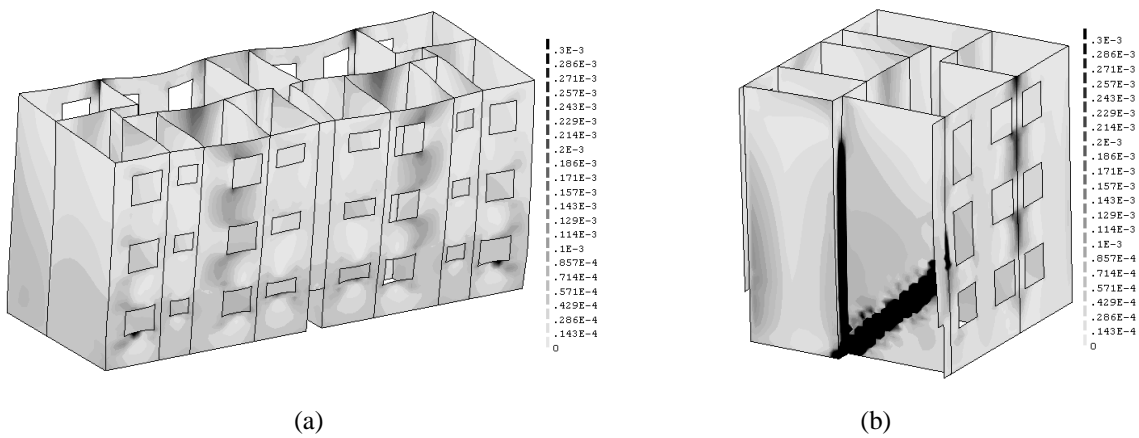 .3E-3
.286E-3
.271E-3
.257E-3
.243E-3
.229E-3
.214E-3
.2E-3
.186E-3
.171E-3
.157E-3
.143E-3
.129E-3
.114E-3
.1E-3
.857E-4
.714E-4
.571E-4
.429E-4
.286E-4
.143E-4
0
.3E-3
.286E-3
.271E-3
.257E-3
.243E-3
.229E-3
.214E-3
.2E-3
.186E-3
.171E-3
.157E-3
.143E-3
.129E-3
.114E-3
.1E-3
.857E-4
.714E-4
.571E-4
.429E-4
.286E-4
.143E-4
0
(a)
(b)